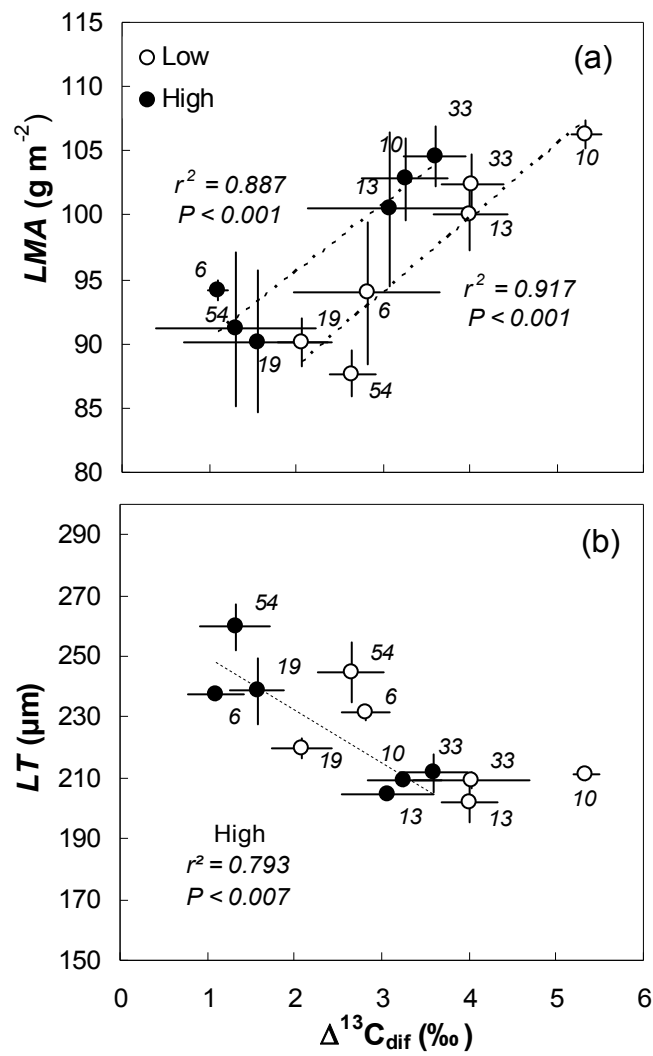 115
110
105
100
95
90
85
80
LMA (g m⁻²)
Low
High
(a)
r² = 0.887
P < 0.001
r² = 0.917
P < 0.001
33
10
13
33
10
13
6
6
54
19
19
54
290
270
250
230
210
190
170
150
LT (µm)
(b)
54
19
54
6
6
19
10
33
33
10
13
13
High
r² = 0.793
P < 0.007
0 1 2 3 4 5 6
Δ¹³C_dif (‰)